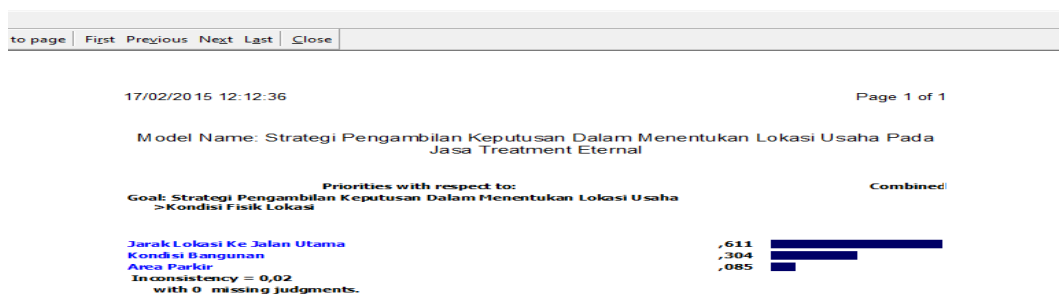 to page First Previous Next Last Close
17/02/2015 12:12:36 Page 1 of 1
Model Name: Strategi Pengambilan Keputusan Dalam Menentukan Lokasi Usaha Pada
Jasa Treatment Eternal
Priorities with respect to: Combined
Goal: Strategi Pengambilan Keputusan Dalam Menentukan Lokasi Usaha
>Kondisi Fisik Lokasi
Jarak Lokasi Ke Jalan Utama ,611
Kondisi Bangunan ,304
Area Parkir ,085
Inconsistency = 0,02
with 0 missing judgments.